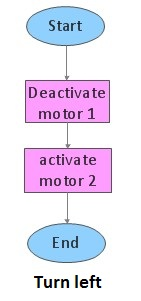 Start
Deactivate
motor 1
activate
motor 2
End
Turn left